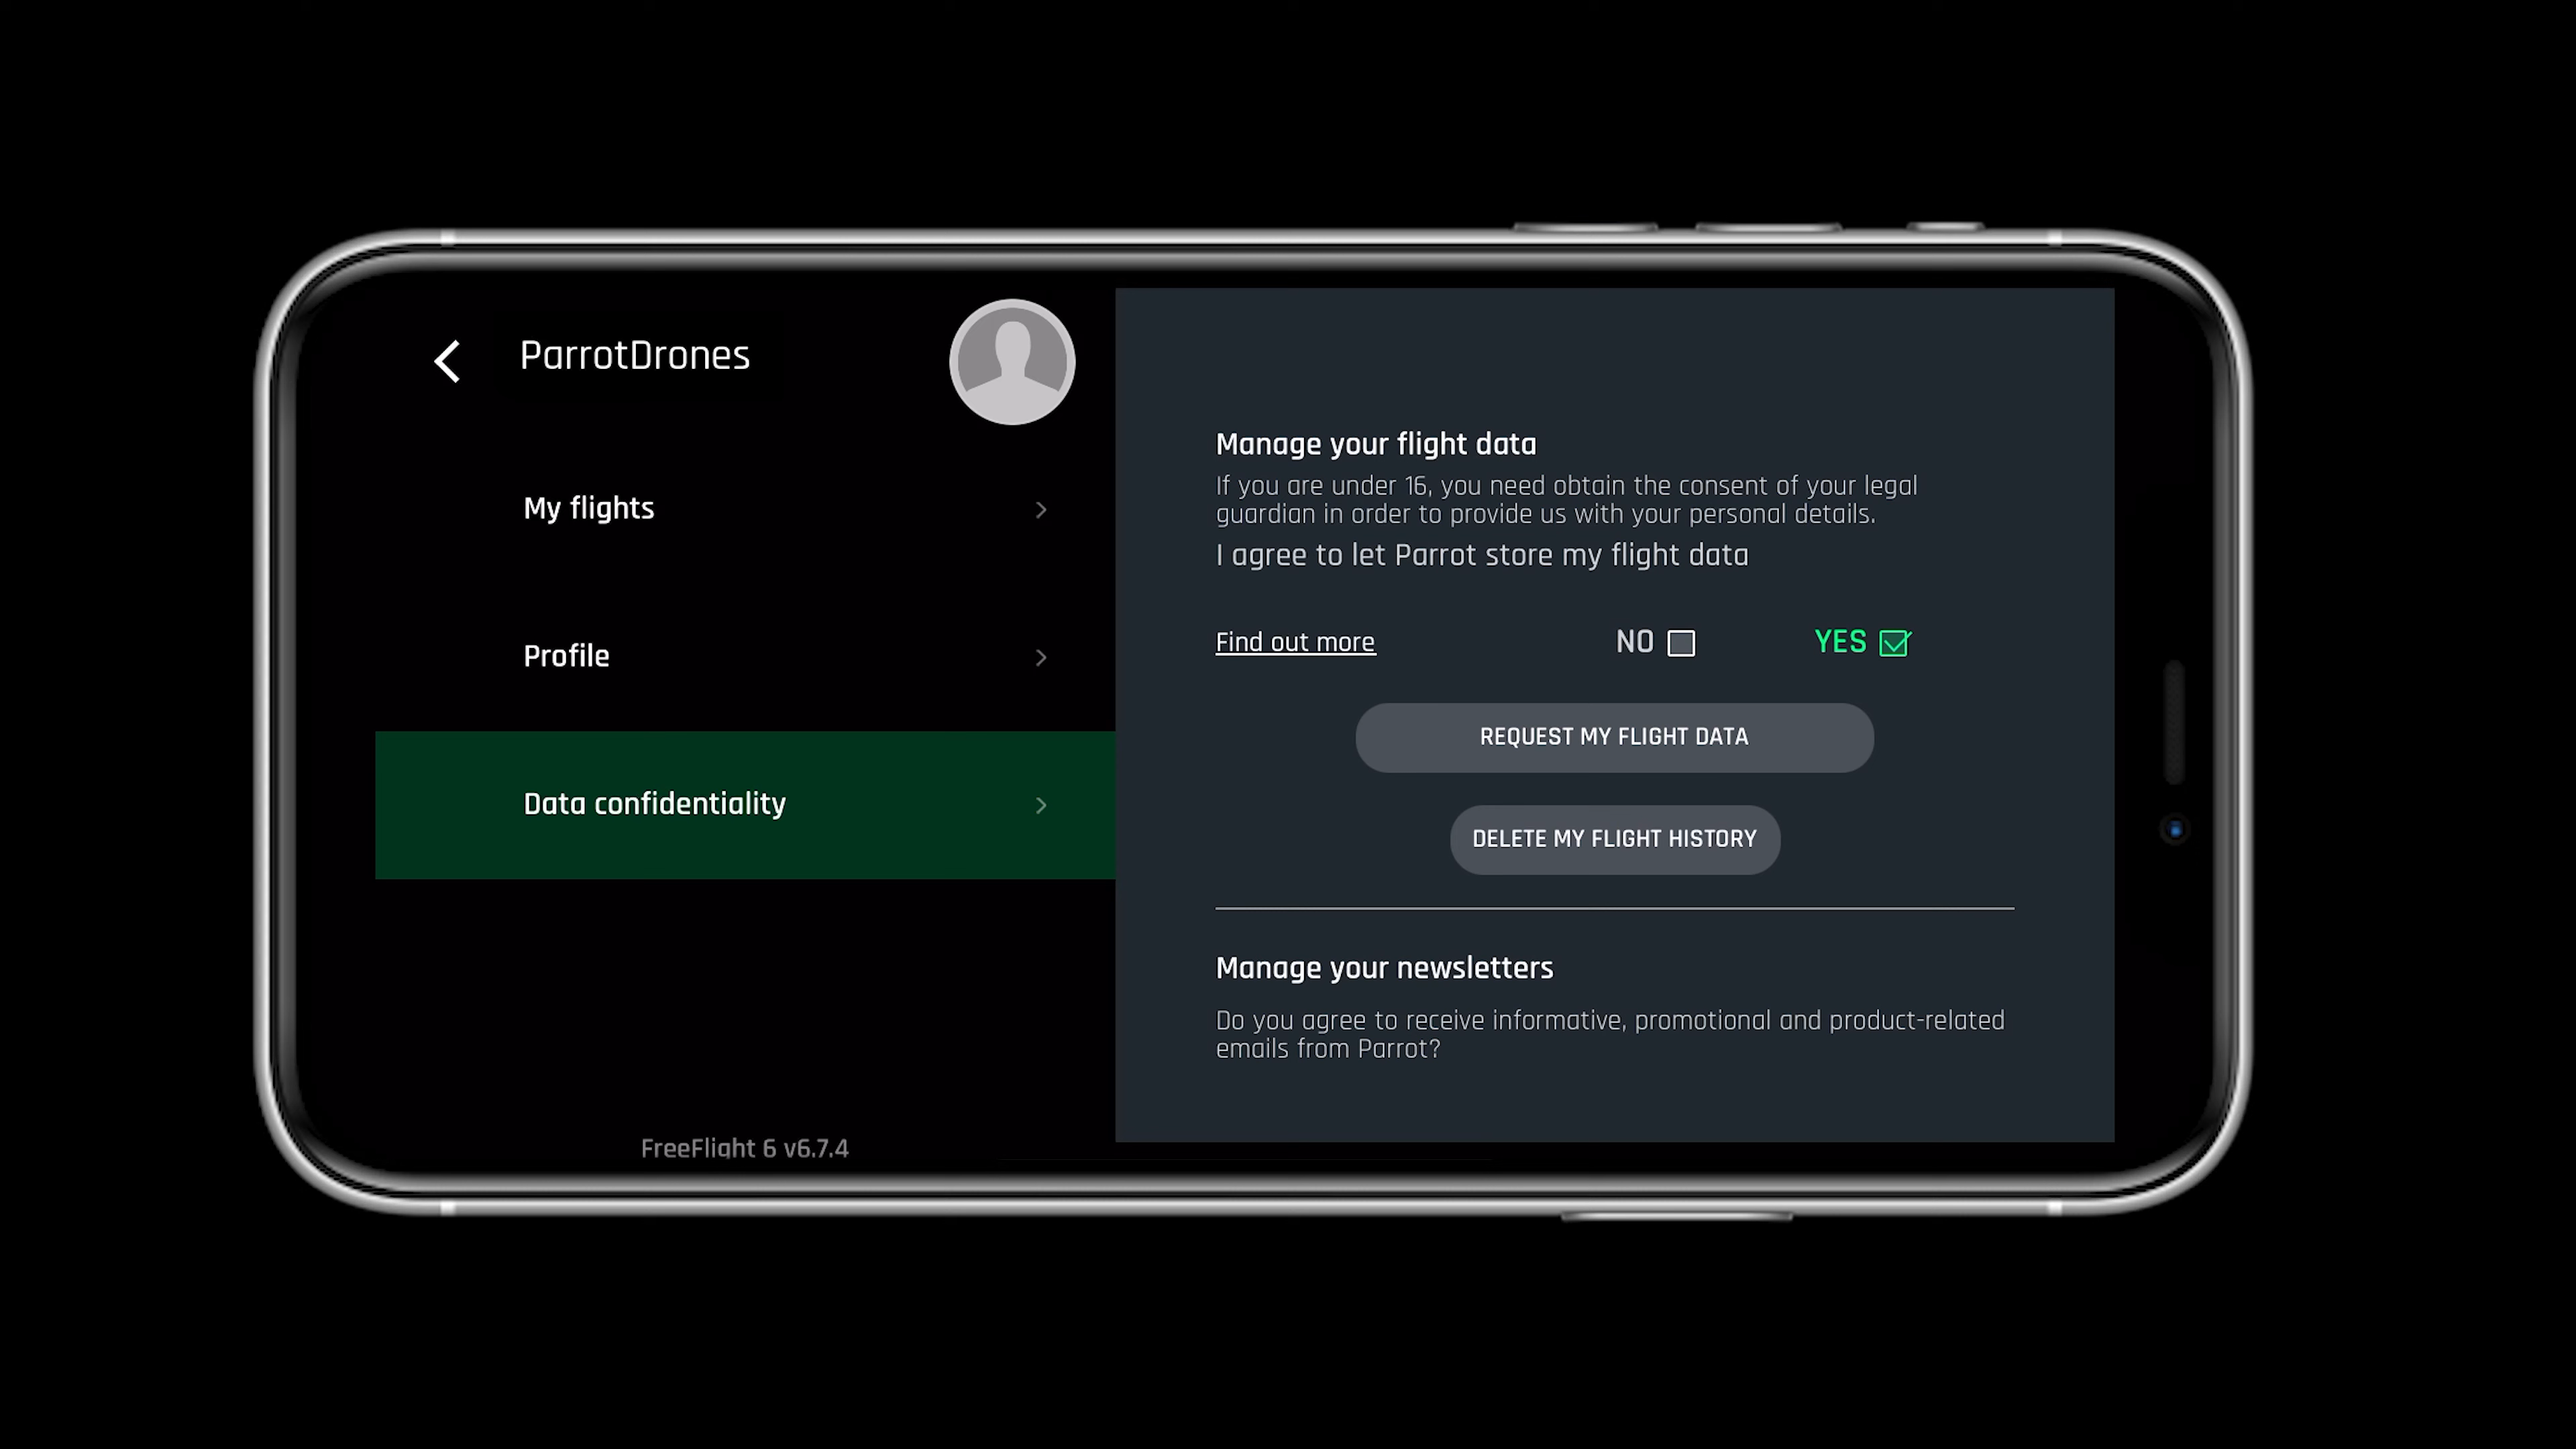 ParrotDrones
My flights
Profile
Data confidentiality
FreeFlight 6 v6.7.4
Manage your flight data
If you are under 16, you need obtain the consent of your legal
guardian in order to provide us with your personal details.
I agree to let Parrot store my flight data
Find out more NO YES
REQUEST MY FLIGHT DATA
DELETE MY FLIGHT HISTORY
Manage your newsletters
Do you agree to receive informative, promotional and product-related
emails from Parrot?